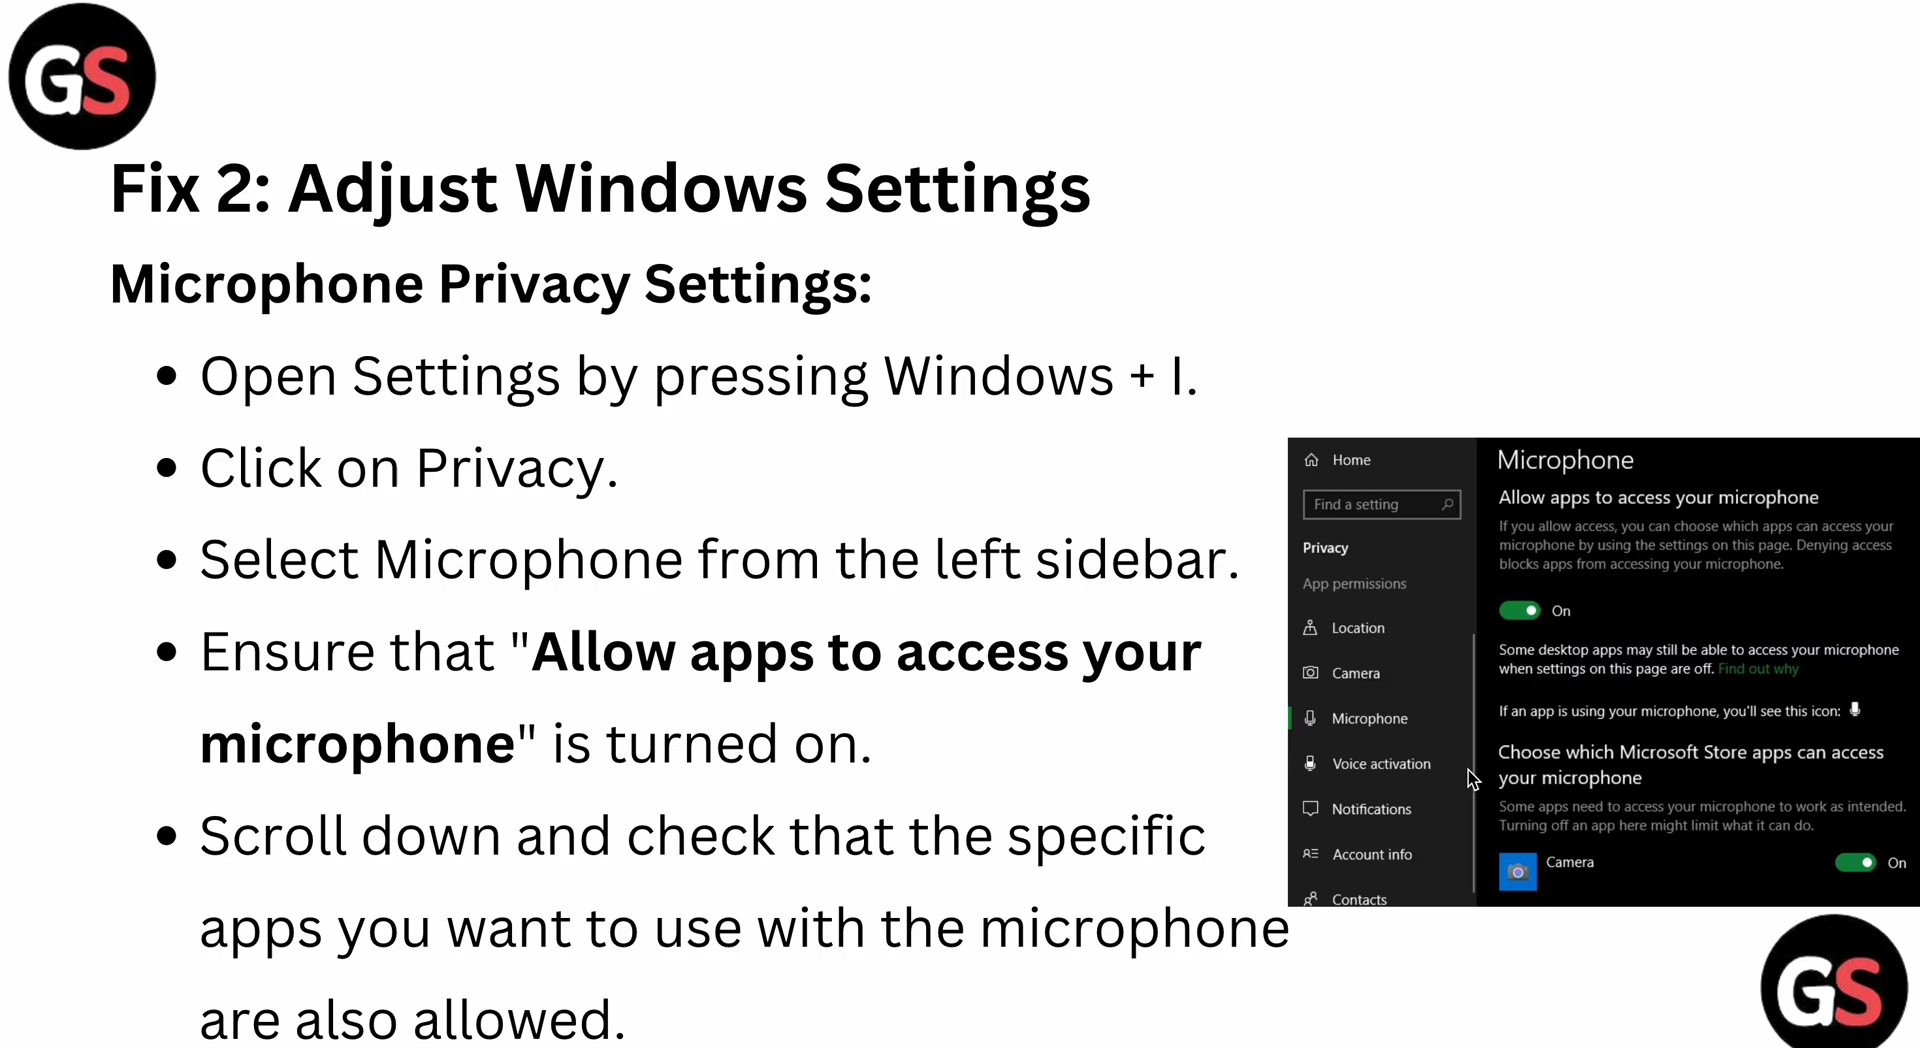 GS
Fix 2: Adjust Windows Settings
Microphone Privacy Settings:
• Open Settings by pressing Windows + I.
• Click on Privacy.
• Select Microphone from the left sidebar.
• Ensure that "Allow apps to access your
microphone" is turned on.
• Scroll down and check that the specific
apps you want to use with the microphone
are also allowed.
Home
Find a setting
Privacy
App permissions
Location
Camera
Microphone
Voice activation
Notifications
Account info
Contacts
Microphone
Allow apps to access your microphone
If you allow access, you can choose which apps can access your
microphone by using the settings on this page. Denying access
blocks apps from accessing your microphone.
On
Some desktop apps may still be able to access your microphone
when settings on this page are off. Find out why
If an app is using your microphone, you'll see this icon:
Choose which Microsoft Store apps can access
your microphone
Some apps need to access your microphone to work as intended.
Turning off an app here might limit what it can do.
Camera On
GS